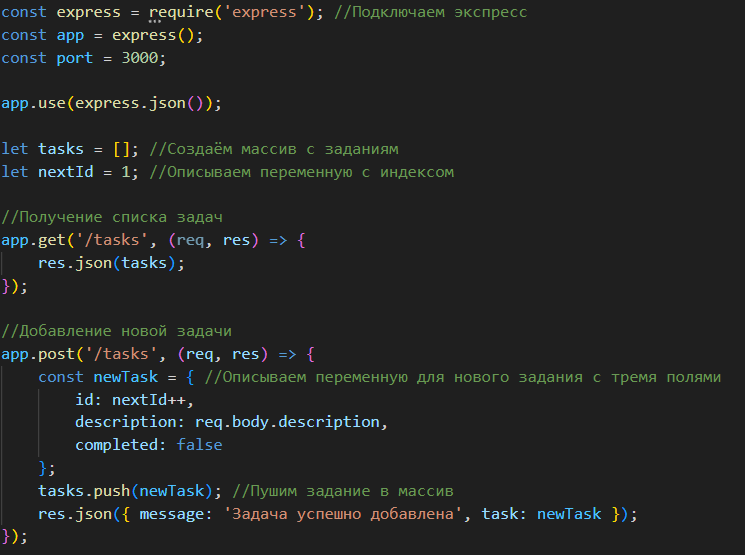 const express = require('express'); //Подключаем экспресс
const app = express();
const port = 3000;
app.use(express.json());
let tasks = []; //Создаём массив с заданиям
let nextId = 1; //Описываем переменную с индексом
//Получение списка задач
app.get('/tasks', (req, res) => {
    res.json(tasks);
});
//Добавление новой задачи
app.post('/tasks', (req, res) => {
    const newTask = { //Описываем переменную для нового задания с тремя полями
        id: nextId++,
        description: req.body.description,
        completed: false
    };
    tasks.push(newTask); //Пушим задание в массив
    res.json({ message: 'Задача успешно добавлена', task: newTask });
});